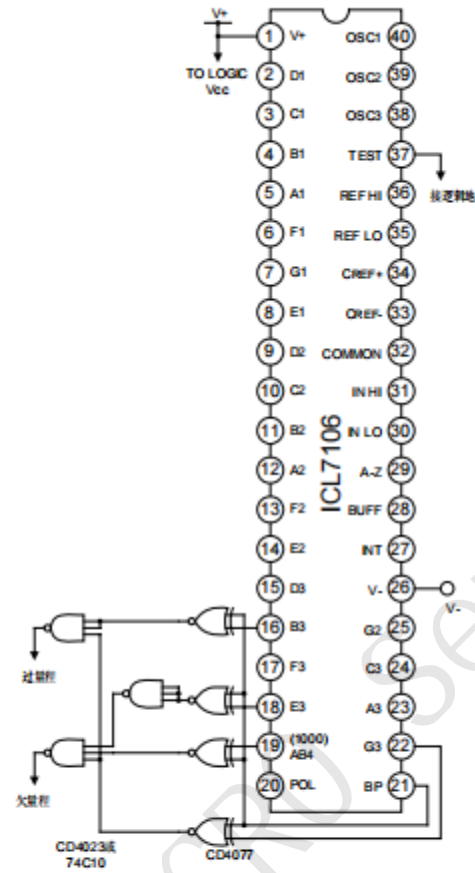 V+
TO LOGIC
Vcc
1 V+
2 D1
3 C1
4 B1
5 A1
6 F1
7 G1
8 E1
9 D2
10 C2
11 B2
12 A2
13 F2
14 E2
15 D3
16 B3
17 F3
18 E3
19 (1000)
AB4
20 POL
ICL7106
OSC1 40
OSC2 39
OSC3 38
TEST 37
REF HI 36
REF LO 35
CREF+ 34
CREF- 33
COMMON 32
IN HI 31
IN LO 30
A-Z 29
BUFF 28
INT 27
V- 26
G2 25
C3 24
A3 23
G3 22
BP 21
接逻辑地
V-
过量程
欠量程
CD4023或
74C10
CD4077